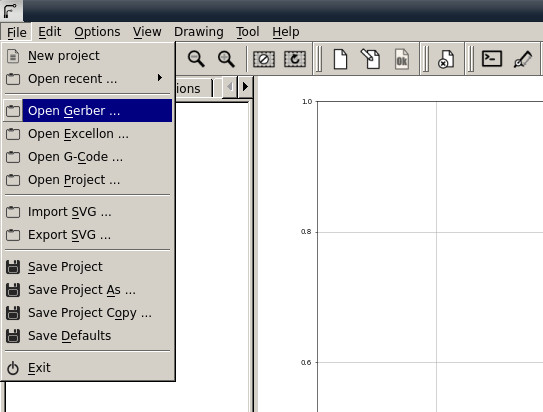 File Edit Options View Drawing Tool Help
New project
Open recent ...
ions
Open Gerber ...
Open Excellon ...
Open G-Code ...
Open Project ...
Import SVG ...
Export SVG ...
Save Project
Save Project As ...
Save Project Copy ...
Save Defaults
Exit
Ok
1.0
0.8
0.6